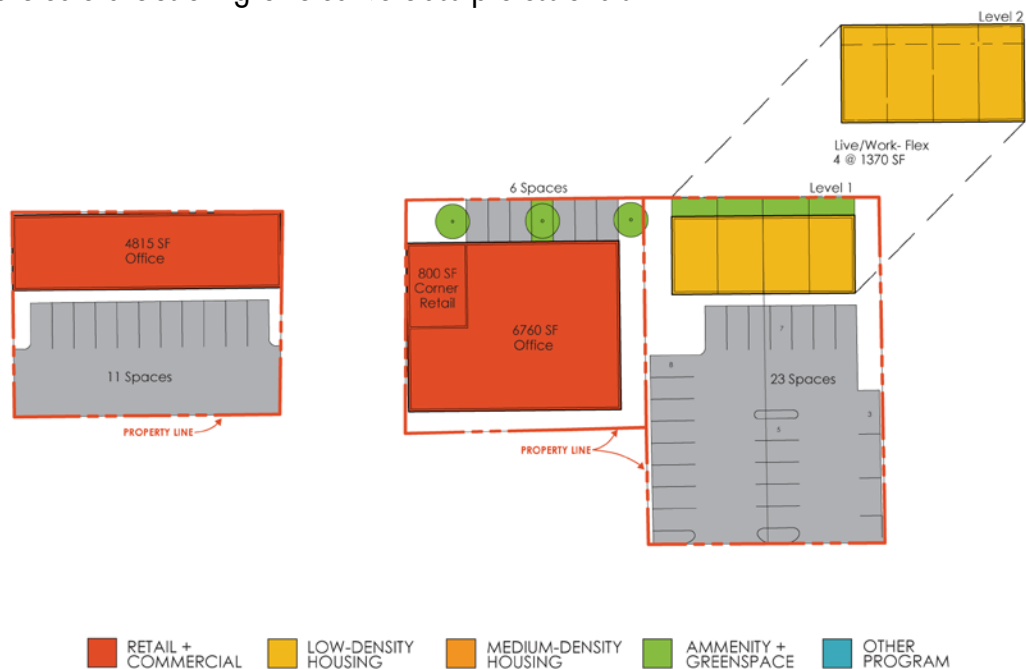 Level 2
Live/Work- Flex
4 @ 1370 SF
6 Spaces
Level 1
4815 SF
Office
800 SF
Corner
Retail
6760 SF
Office
7
11 Spaces
8
23 Spaces
3
5
PROPERTY LINE
PROPERTY LINE
RETAIL +
COMMERCIAL
LOW-DENSITY
HOUSING
MEDIUM-DENSITY
HOUSING
AMMENITY +
GREENSPACE
OTHER
PROGRAM